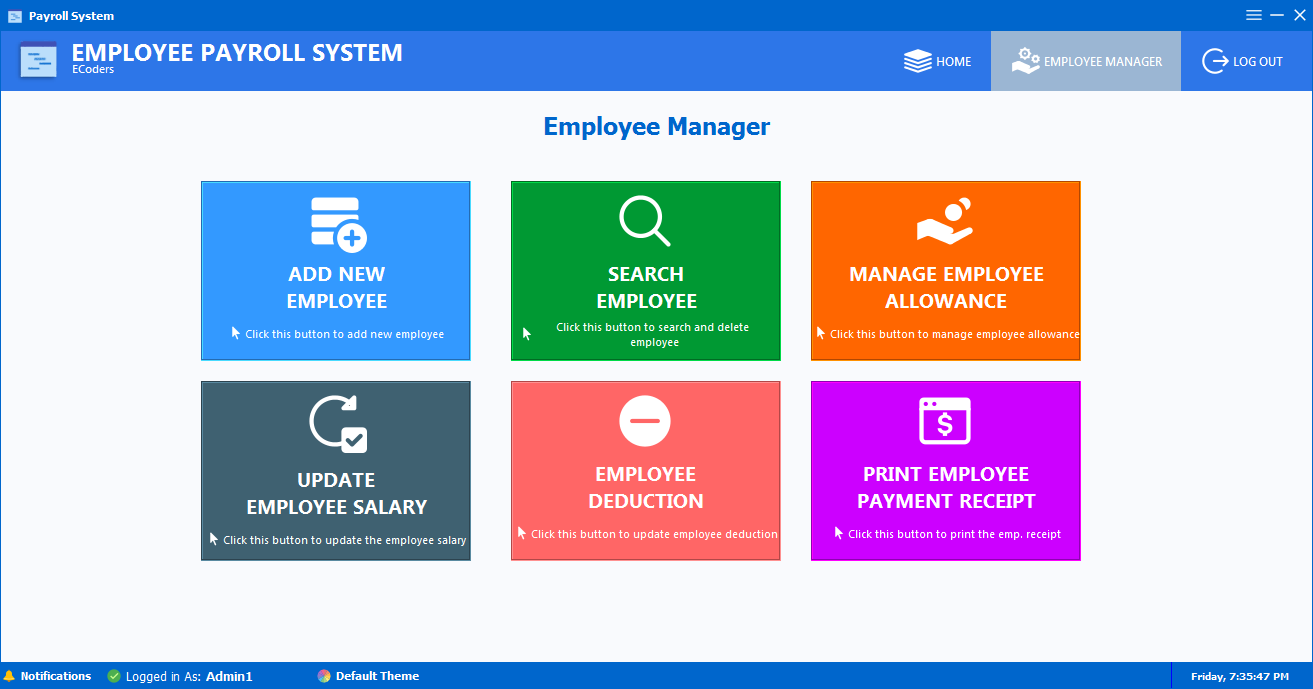 Payroll System
EMPLOYEE PAYROLL SYSTEM
ECoders
HOME
EMPLOYEE MANAGER
LOG OUT
Employee Manager
ADD NEW
EMPLOYEE
Click this button to add new employee
SEARCH
EMPLOYEE
Click this button to search and delete
employee
MANAGE EMPLOYEE
ALLOWANCE
Click this button to manage employee allowance
UPDATE
EMPLOYEE SALARY
Click this button to update the employee salary
EMPLOYEE
DEDUCTION
Click this button to update employee deduction
$
PRINT EMPLOYEE
PAYMENT RECEIPT
Click this button to print the emp. receipt
Notifications
Logged in As: Admin1
Default Theme
Friday, 7:35:47 PM